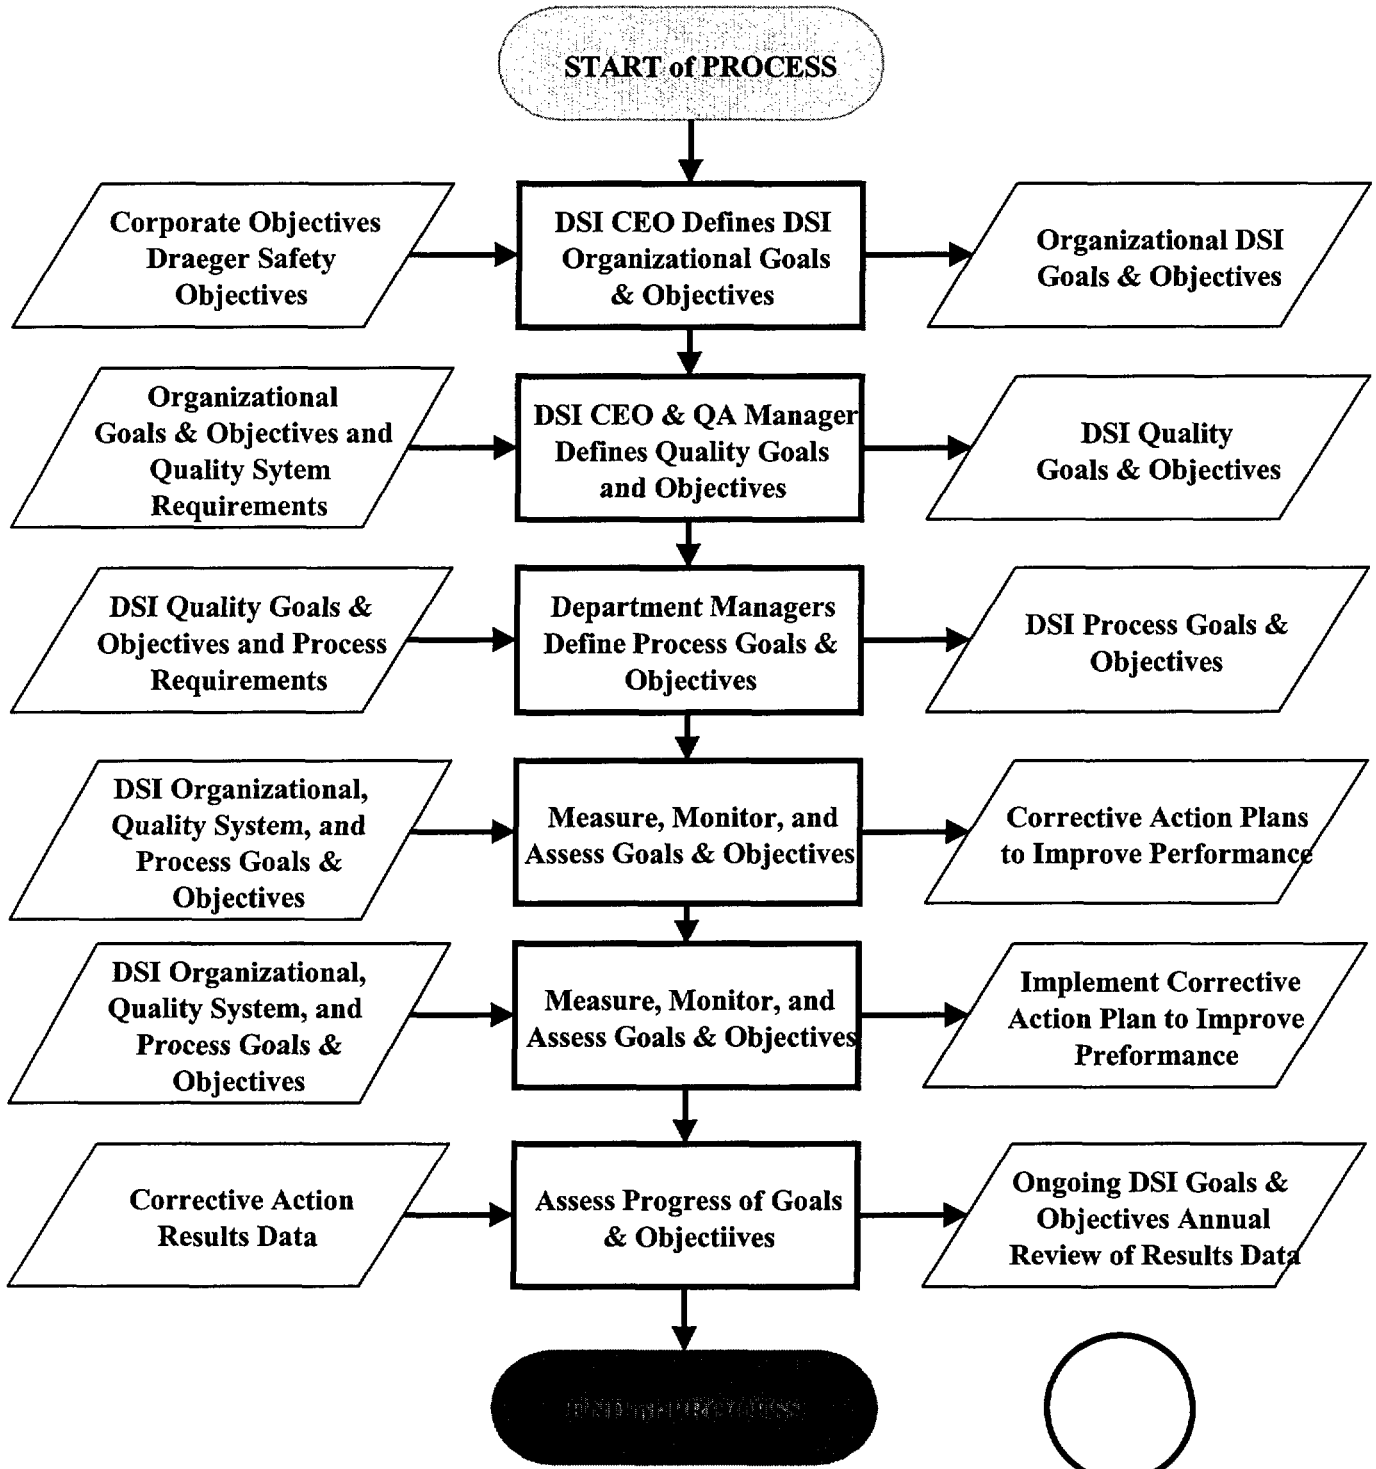 START of PROCESS
Corporate Objectives
Draeger Safety
Objectives
DSI CEO Defines DSI
Organizational Goals
& Objectives
Organizational DSI
Goals & Objectives
Organizational
Goals & Objectives and
Quality Sytem
Requirements
DSI CEO & QA Manager
Defines Quality Goals
and Objectives
DSI Quality
Goals & Objectives
DSI Quality Goals &
Objectives and Process
Requirements
Department Managers
Define Process Goals &
Objectives
DSI Process Goals &
Objectives
DSI Organizational,
Quality System, and
Process Goals &
Objectives
Measure, Monitor, and
Assess Goals & Objectives
Corrective Action Plans
to Improve Performance
DSI Organizational,
Quality System, and
Process Goals &
Objectives
Measure, Monitor, and
Assess Goals & Objectives
Implement Corrective
Action Plan to Improve
Preformance
Corrective Action
Results Data
Assess Progress of Goals
& Objectiives
Ongoing DSI Goals &
Objectives Annual
Review of Results Data
END of PROCESS